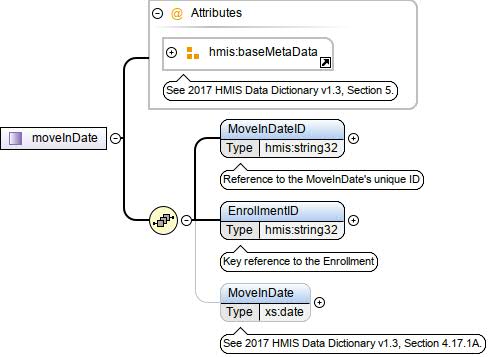 @ Attributes
hmis:baseMetaData
See 2017 HMIS Data Dictionary v1.3, Section 5.
moveInDate
MoveInDateID
Type hmis:string32
Reference to the MoveInDate's unique ID
EnrollmentID
Type hmis:string32
Key reference to the Enrollment
MoveInDate
Type xs:date
See 2017 HMIS Data Dictionary v1.3, Section 4.17.1A.